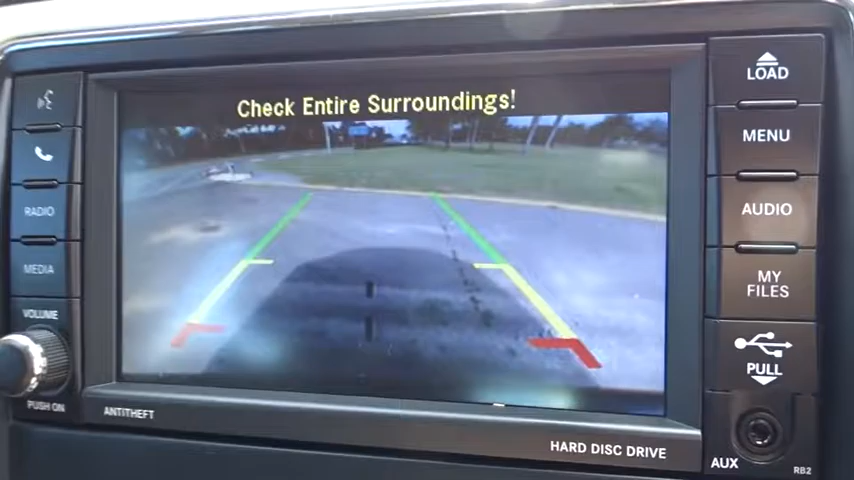 Check Entire Surroundings!
RADIO
MEDIA
VOLUME
PUSH ON
ANTITHEFT
HARD DISC DRIVE
LOAD
MENU
AUDIO
MY
FILES
PULL
AUX
RB2